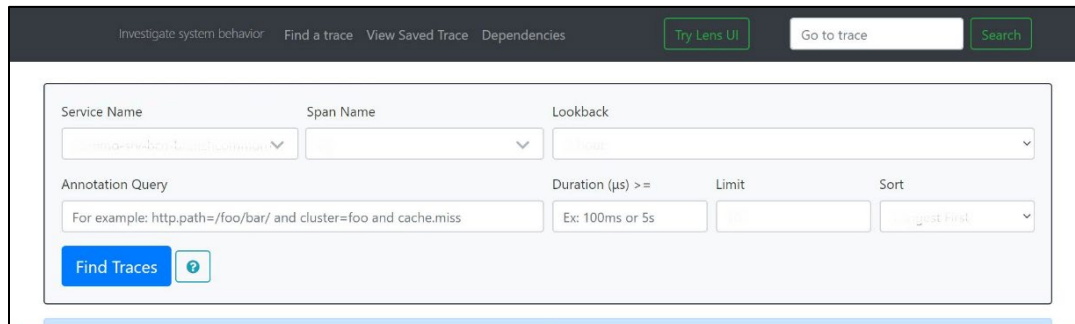 Investigate system behavior Find a trace View Saved Trace Dependencies Try Lens UI Go to trace Search
Service Name Span Name Lookback
Annotation Query Duration (µs) >= Limit Sort
For example: http.path=/foo/bar/ and cluster=foo and cache.miss Ex: 100ms or 5s
Find Traces